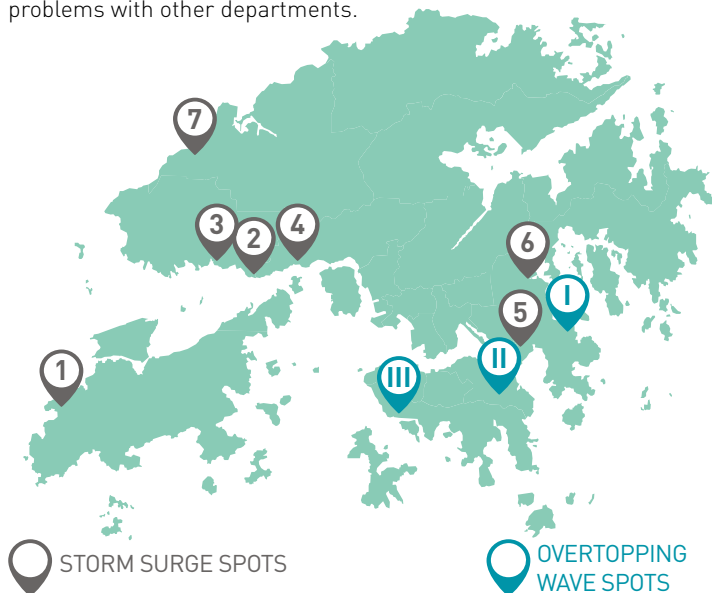 problems with other departments.
7
3
2
4
6
I
5
II
1
III
STORM SURGE SPOTS
OVERTOPPING
WAVE SPOTS